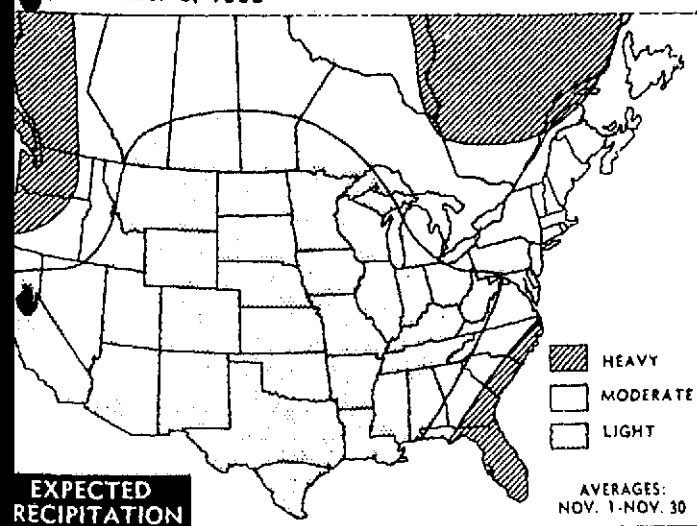 HEAVY
MODERATE
LIGHT
EXPECTED
RECIPITATION
AVERAGES:
NOV. 1-NOV. 30